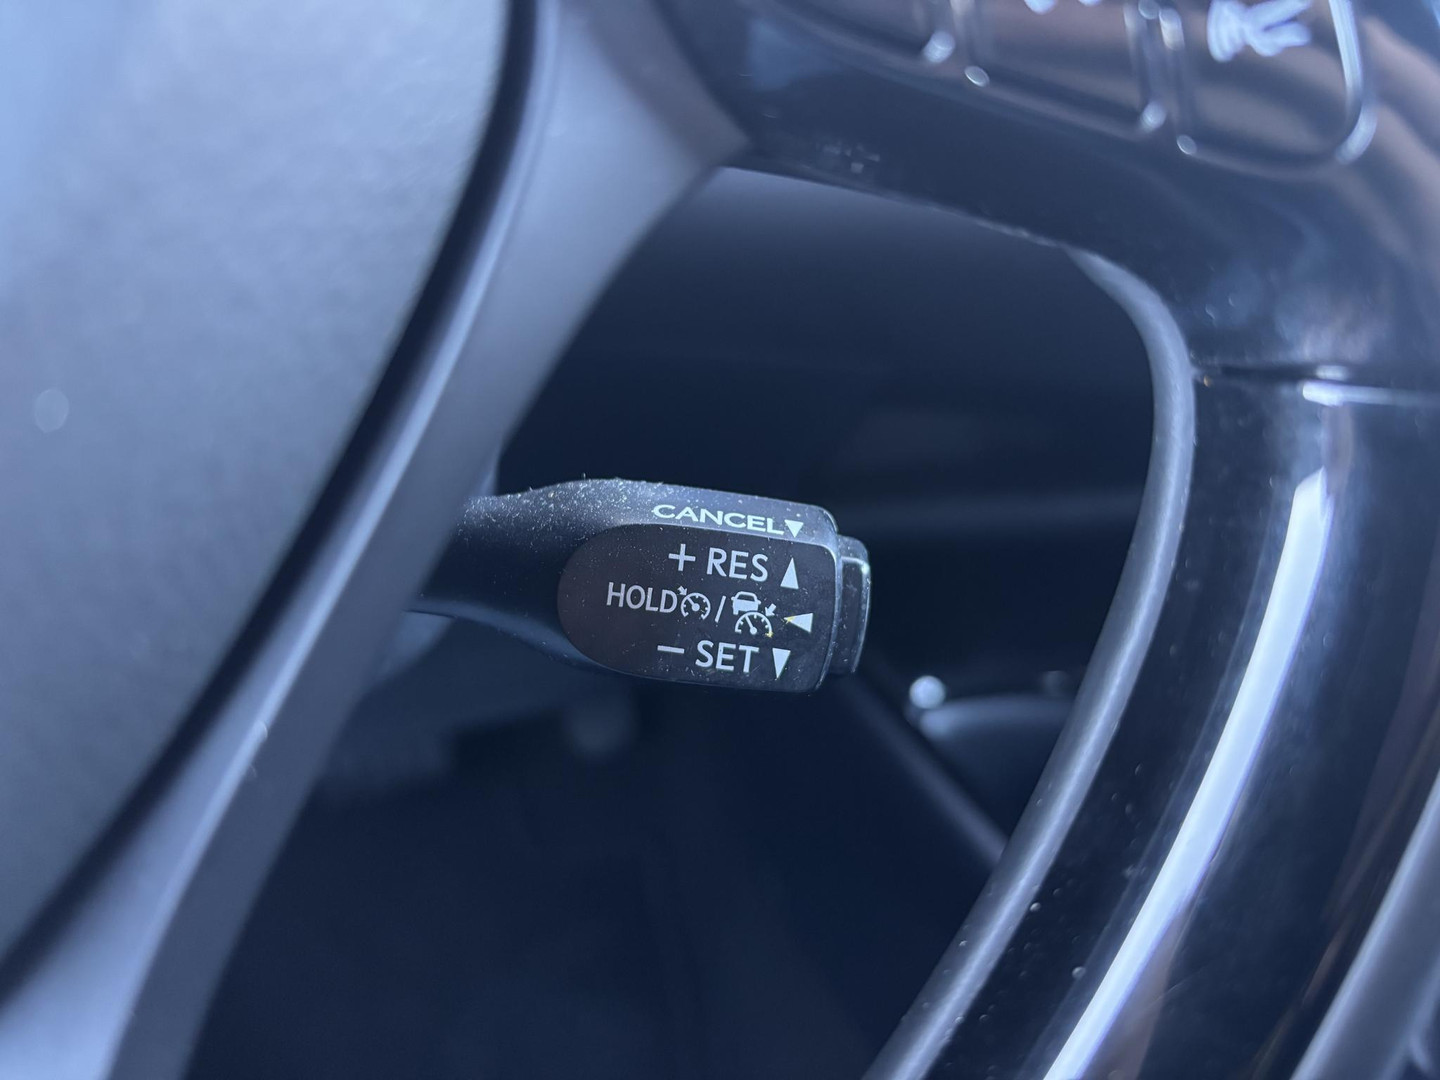 CANCEL▼
+ RES ▲
HOLD / ◀
− SET ▼